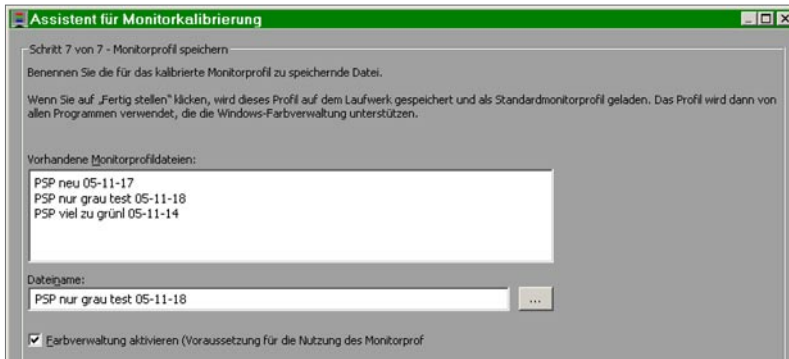 Assistent für Monitorkalibrierung
Schritt 7 von 7 - Monitorprofil speichern
Benennen Sie die für das kalibrierte Monitorprofil zu speichernde Datei.
Wenn Sie auf „Fertig stellen" klicken, wird dieses Profil auf dem Laufwerk gespeichert und als Standardmonitorprofil geladen. Das Profil wird dann von
allen Programmen verwendet, die die Windows-Farbverwaltung unterstützen.
Vorhandene Monitorprofildateien:
PSP neu 05-11-17
PSP nur grau test 05-11-18
PSP viel zu grünl 05-11-14
Dateiname:
PSP nur grau test 05-11-18
...
Farbverwaltung aktivieren (Voraussetzung für die Nutzung des Monitorprof